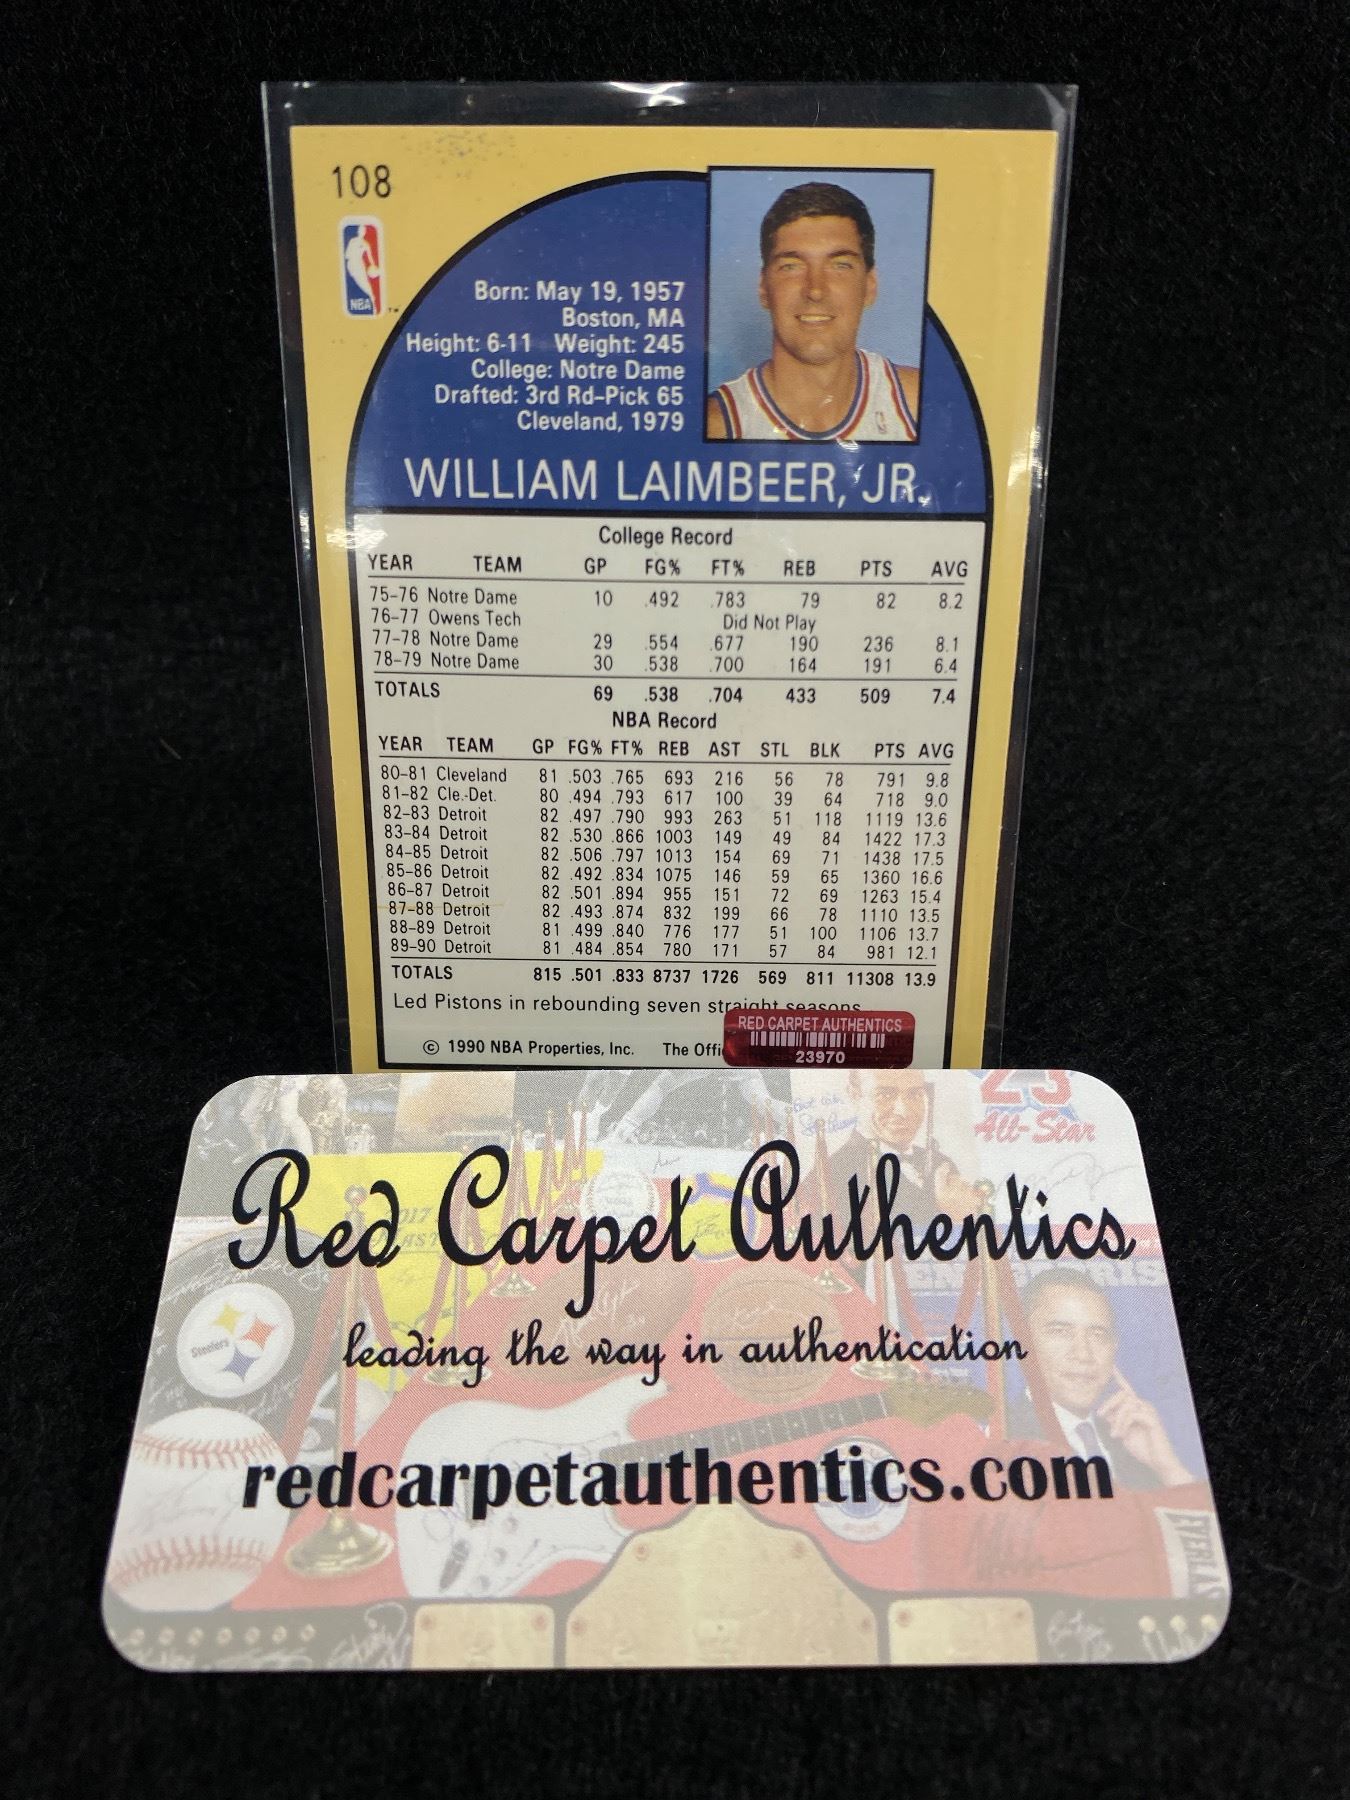 108
NBA
Born: May 19, 1957
Boston, MA
Height: 6-11 Weight: 245
College: Notre Dame
Drafted: 3rd Rd-Pick 65
Cleveland, 1979
WILLIAM LAIMBEER, JR.
College Record
YEAR TEAM GP FG% FT% REB PTS AVG
75-76 Notre Dame 10 .492 .783 79 82 8.2
76-77 Owens Tech Did Not Play
77-78 Notre Dame 29 .554 .677 190 236 8.1
78-79 Notre Dame 30 .538 .700 164 191 6.4
TOTALS 69 .538 .704 433 509 7.4
NBA Record
YEAR TEAM GP FG% FT% REB AST STL BLK PTS AVG
80-81 Cleveland 81 .503 .765 693 216 56 78 791 9.8
81-82 Cle.-Det. 80 .494 .793 617 100 39 64 718 9.0
82-83 Detroit 82 .497 .790 993 263 51 118 1119 13.6
83-84 Detroit 82 .530 .866 1003 149 49 84 1422 17.3
84-85 Detroit 82 .506 .797 1013 154 69 71 1438 17.5
85-86 Detroit 82 .492 .834 1075 146 59 65 1360 16.6
86-87 Detroit 82 .501 .894 955 151 72 69 1263 15.4
87-88 Detroit 82 .493 .874 832 199 66 78 1110 13.5
88-89 Detroit 81 .499 .840 776 177 51 100 1106 13.7
89-90 Detroit 81 .484 .854 780 171 57 84 981 12.1
TOTALS 815 .501 .833 8737 1726 569 811 11308 13.9
Led Pistons in rebounding seven straight seasons.
© 1990 NBA Properties, Inc. The Offi
RED CARPET AUTHENTICS
23970
23
All-Star
Red Carpet Authentics
leading the way in authentication
Steelers
redcarpetauthentics.com
EVERLAS